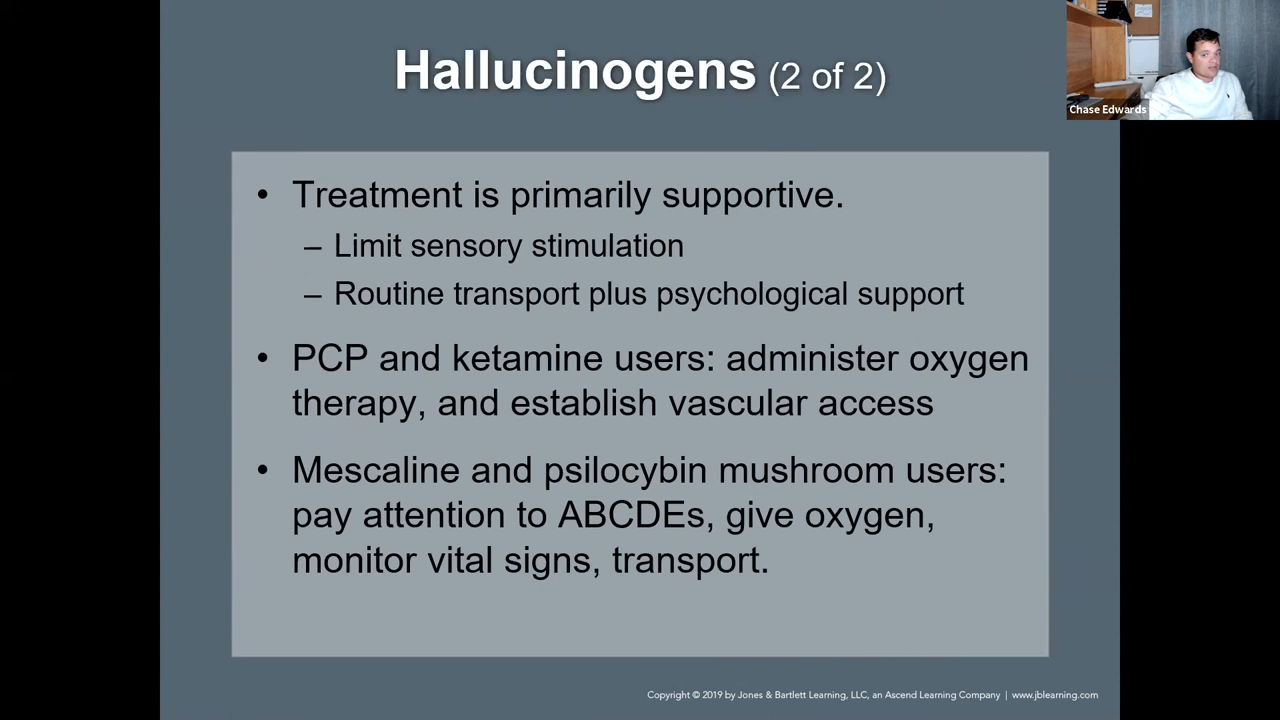 Hallucinogens (2 of 2)
Chase Edwards
• Treatment is primarily supportive.
– Limit sensory stimulation
– Routine transport plus psychological support
• PCP and ketamine users: administer oxygen
therapy, and establish vascular access
• Mescaline and psilocybin mushroom users:
pay attention to ABCDEs, give oxygen,
monitor vital signs, transport.
Copyright © 2019 by Jones & Bartlett Learning, LLC, an Ascend Learning Company | www.jblearning.com